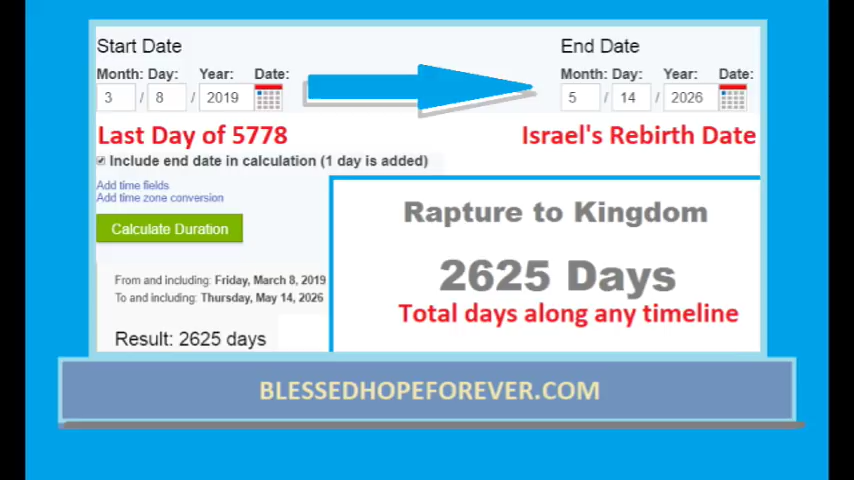 Start Date
End Date
Month: Day: Year: Date:
Month: Day: Year: Date:
3 / 8 / 2019
5 / 14 / 2026
Last Day of 5778
Israel's Rebirth Date
Include end date in calculation (1 day is added)
Add time fields
Add time zone conversion
Calculate Duration
Rapture to Kingdom
2625 Days
Total days along any timeline
From and including: Friday, March 8, 2019
To and including: Thursday, May 14, 2026
Result: 2625 days
BLESSEDHOPEFOREVER.COM